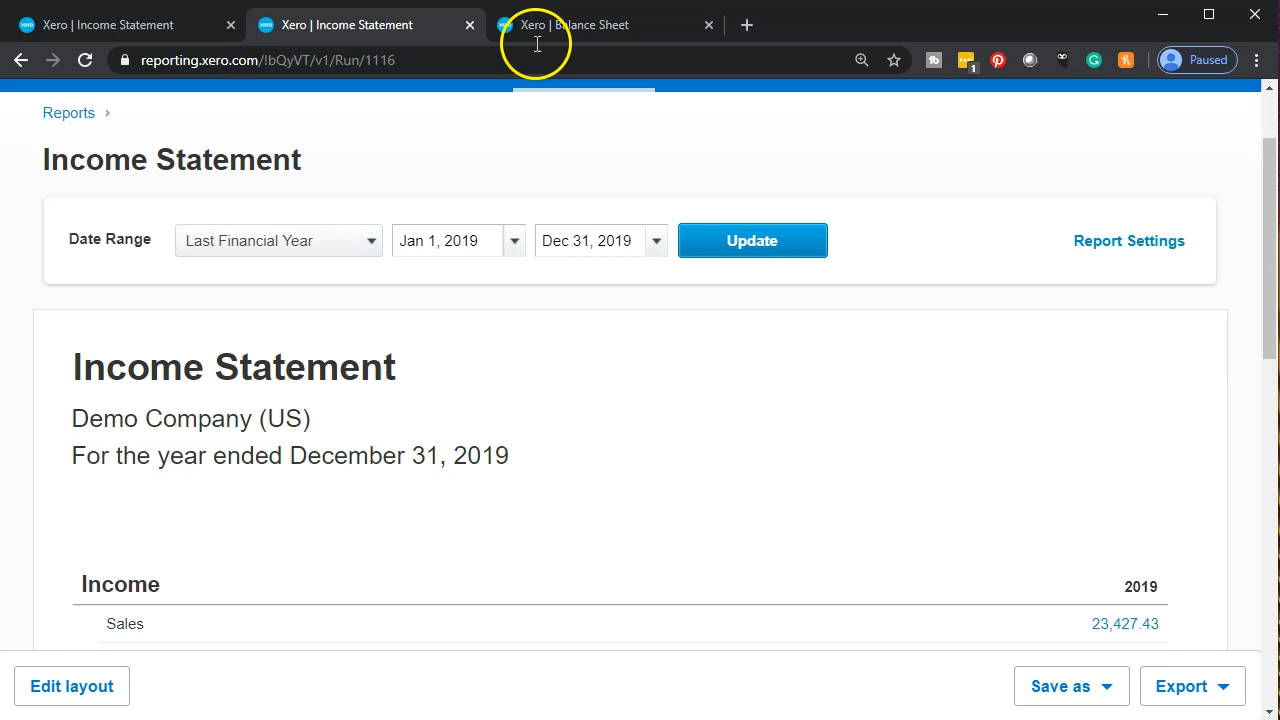 Xero | Income Statement
Xero | Income Statement
Xero | Balance Sheet
reporting.xero.com/!bQyVT/v1/Run/1116
1
Paused
Reports
Income Statement
Date Range
Last Financial Year
Jan 1, 2019
Dec 31, 2019
Update
Report Settings
Income Statement
Demo Company (US)
For the year ended December 31, 2019
Income 2019
Sales 23,427.43
Edit layout
Save as
Export